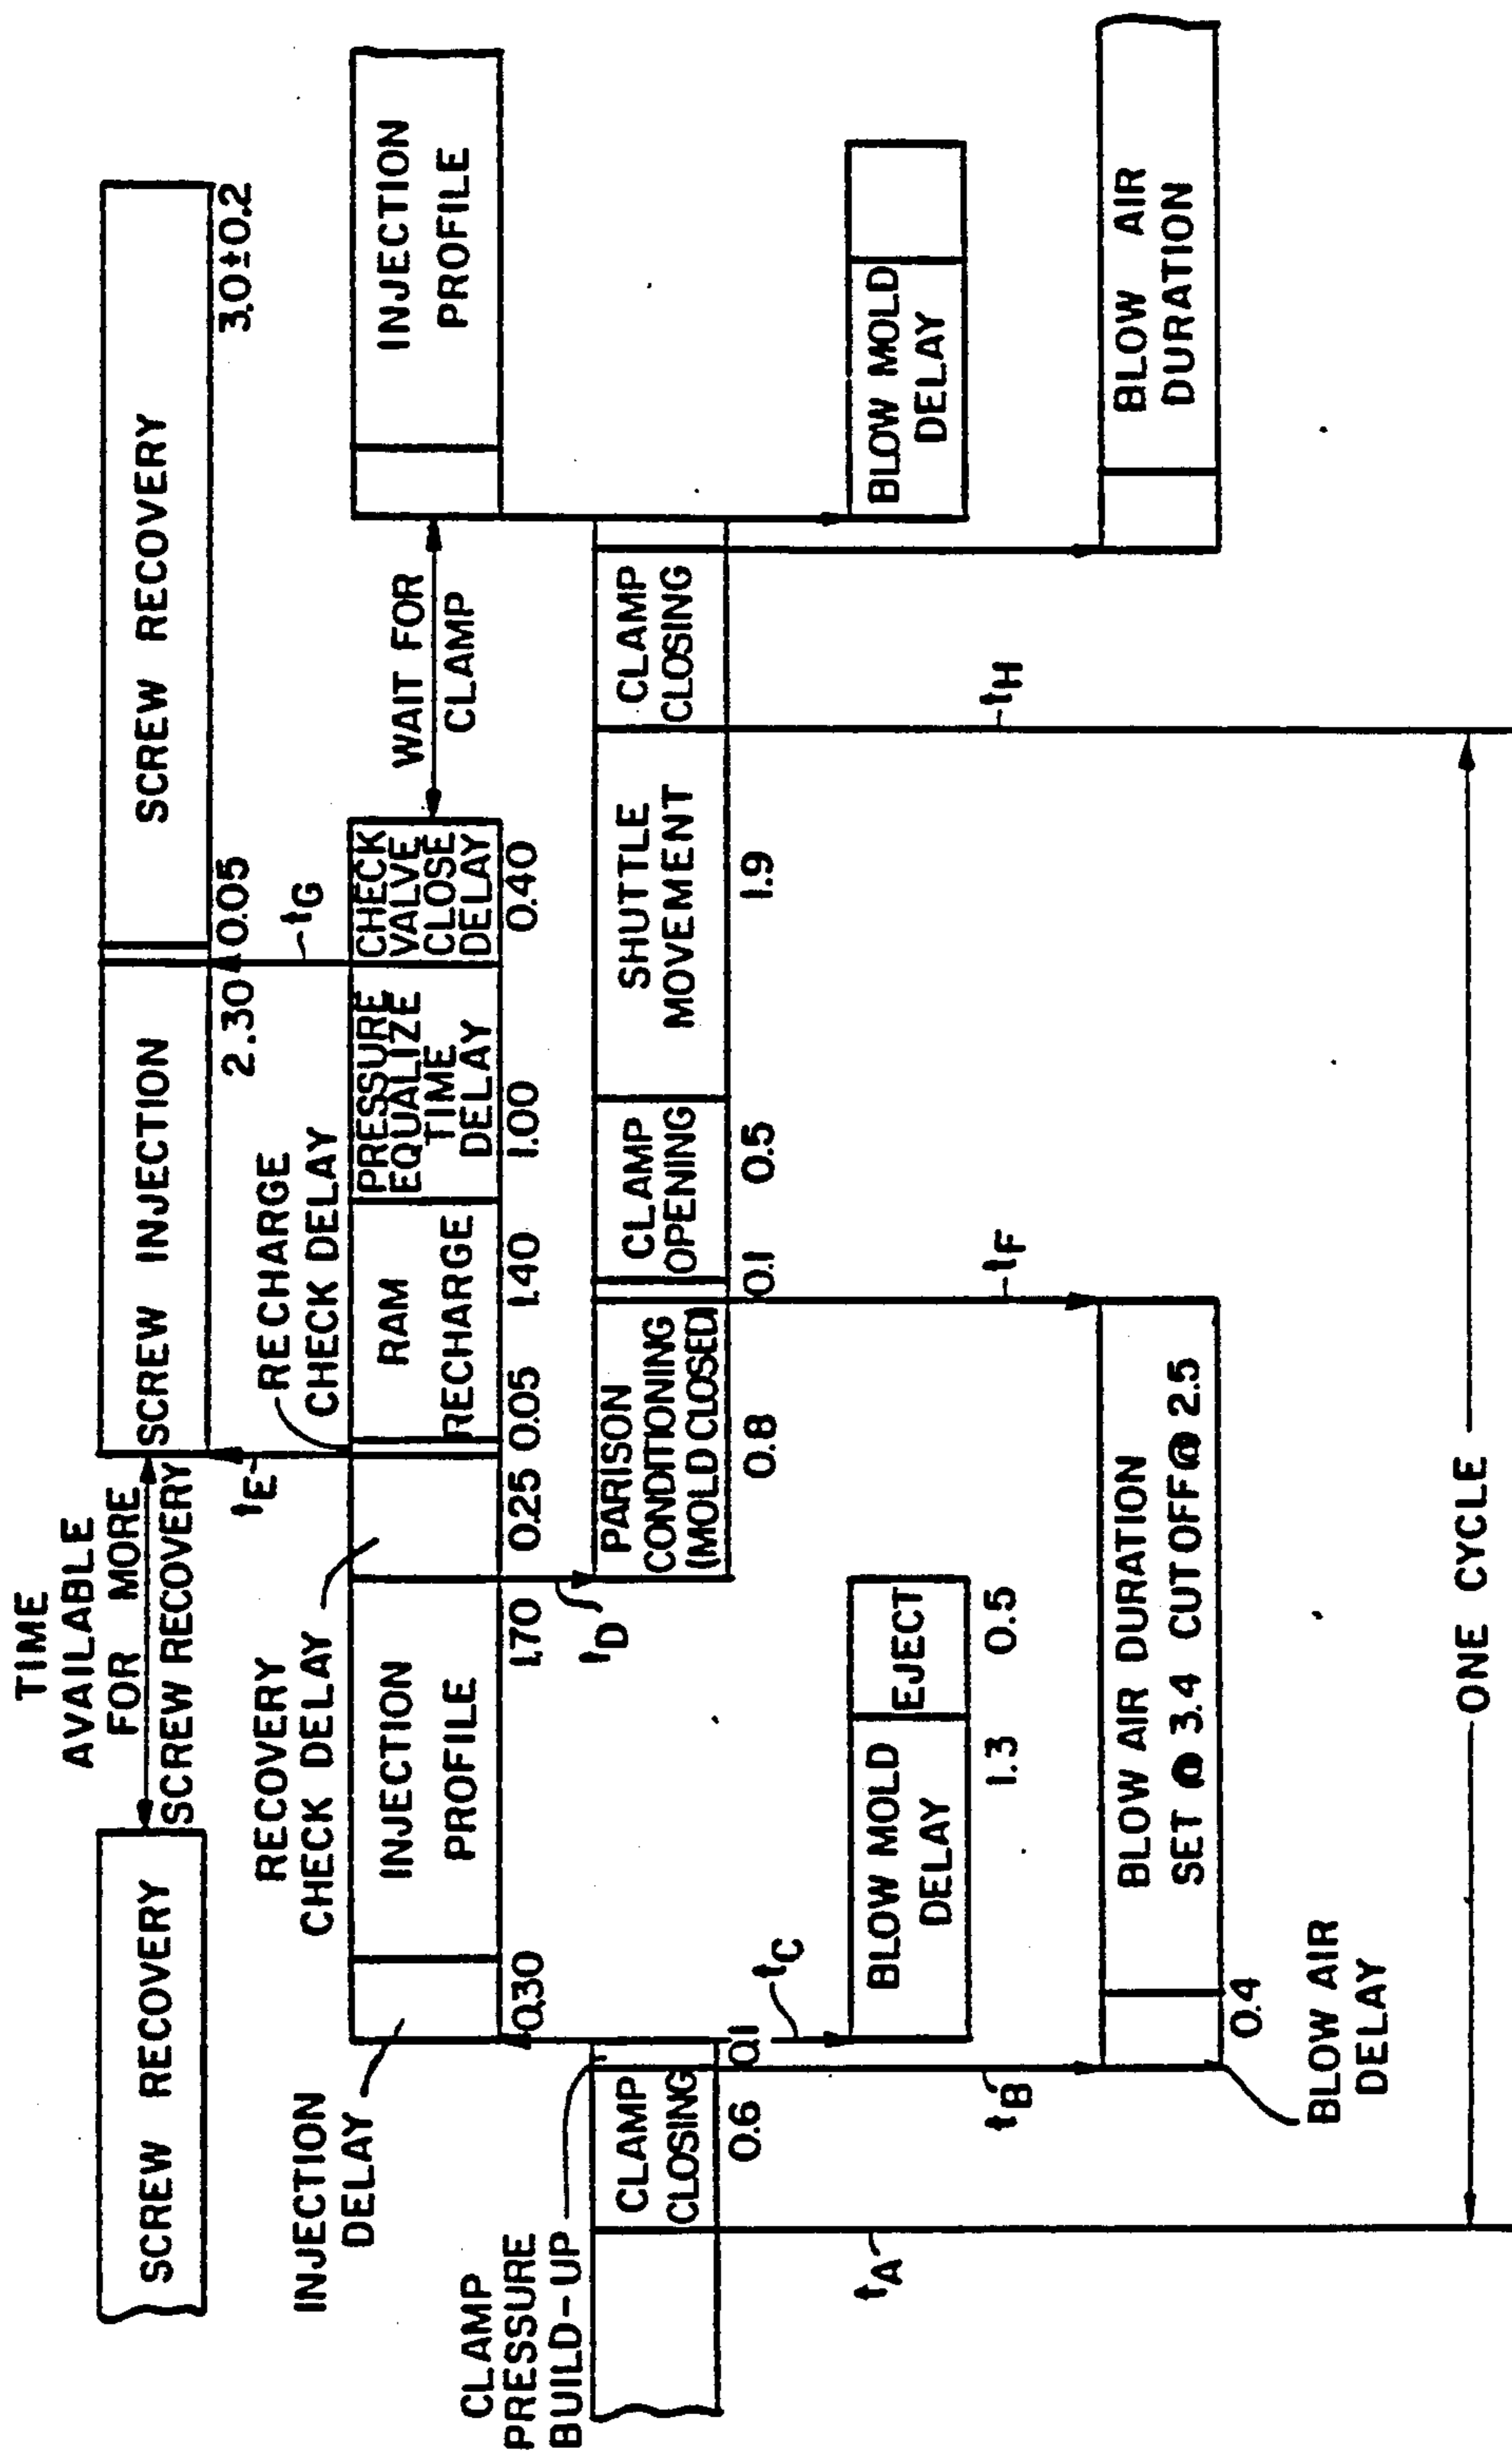 TIME
AVAILABLE
FOR MORE
SCREW RECOVERY
SCREW RECOVERY
SCREW INJECTION
SCREW RECOVERY
2.30
0.05
3.0±0.2
tE
tG
RECOVERY
CHECK DELAY
RECHARGE
CHECK DELAY
INJECTION
DELAY
INJECTION
PROFILE
RAM
RECHARGE
PRESSURE
EQUALIZE
TIME
DELAY
CHECK
VALVE
CLOSE
DELAY
WAIT FOR
CLAMP
INJECTION
PROFILE
0.30
1.70
0.25
0.05
1.40
1.00
0.40
tD
CLAMP
PRESSURE
BUILD-UP
CLAMP
CLOSING
PARISON
CONDITIONING
(MOLD CLOSED)
CLAMP
OPENING
SHUTTLE
MOVEMENT
CLAMP
CLOSING
0.6
0.1
0.8
0.1
0.5
1.9
tC
BLOW MOLD
DELAY
EJECT
BLOW MOLD
DELAY
1.3
0.5
tA
tB
tF
tH
BLOW AIR DURATION
SET @ 3.4 CUTOFF @ 2.5
BLOW AIR
DURATION
0.4
BLOW AIR
DELAY
ONE CYCLE